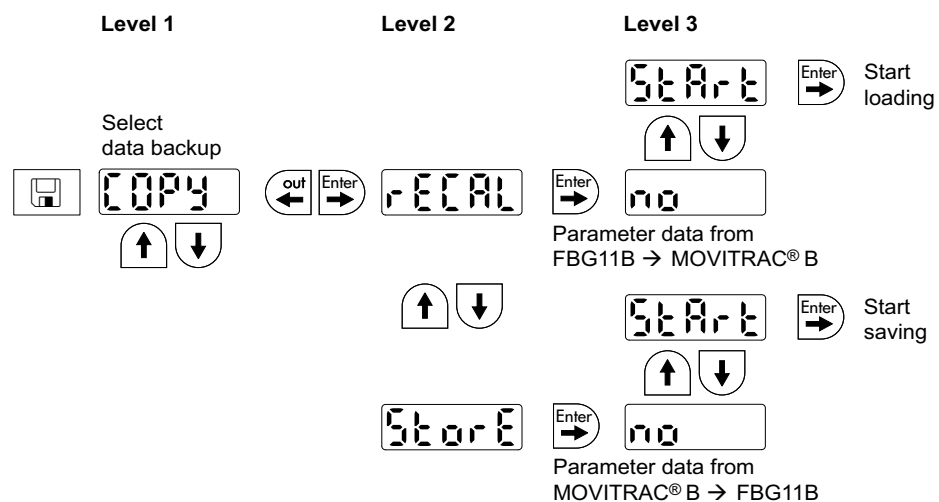 Level 1 Level 2 Level 3
StArt Enter Start
loading
Select
data backup
COPY out Enter rECAL Enter no
Parameter data from
FBG11B → MOVITRAC® B
StArt Enter Start
saving
StorE Enter no
Parameter data from
MOVITRAC® B → FBG11B